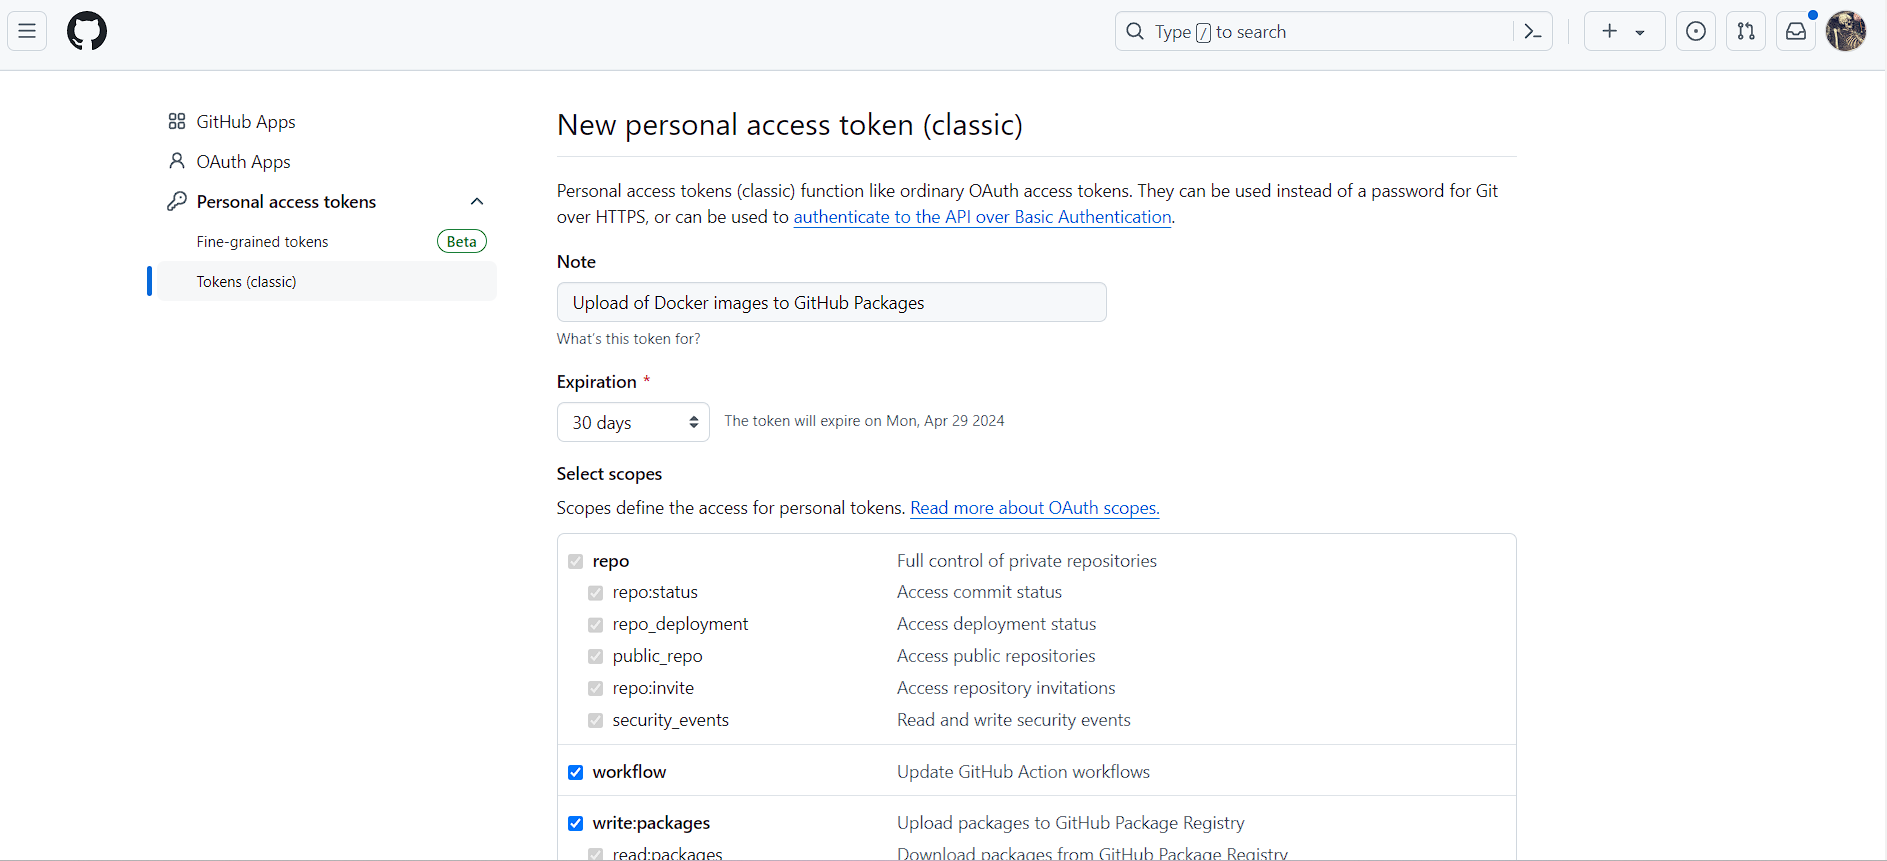 Type / to search
GitHub Apps
OAuth Apps
Personal access tokens
Fine-grained tokens Beta
Tokens (classic)
New personal access token (classic)
Personal access tokens (classic) function like ordinary OAuth access tokens. They can be used instead of a password for Git
over HTTPS, or can be used to authenticate to the API over Basic Authentication.
Note
Upload of Docker images to GitHub Packages
What's this token for?
Expiration *
30 days The token will expire on Mon, Apr 29 2024
Select scopes
Scopes define the access for personal tokens. Read more about OAuth scopes.
repo Full control of private repositories
repo:status Access commit status
repo_deployment Access deployment status
public_repo Access public repositories
repo:invite Access repository invitations
security_events Read and write security events
workflow Update GitHub Action workflows
write:packages Upload packages to GitHub Package Registry
read:packages Download packages from GitHub Package Registry